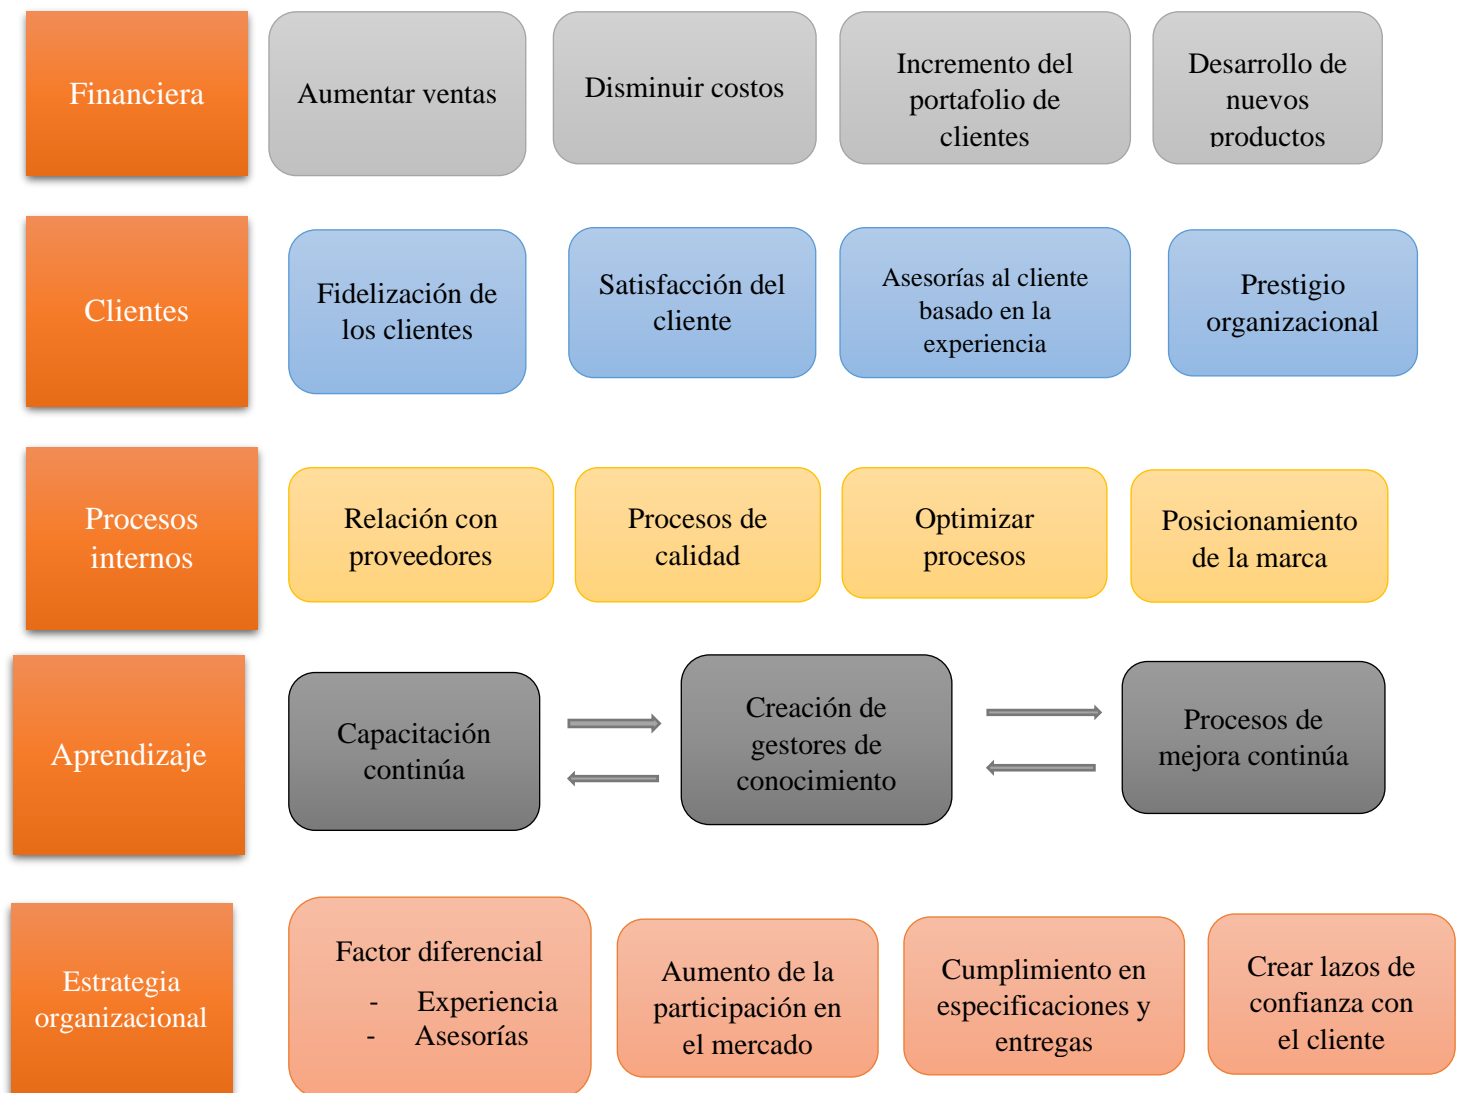 Financiera
Aumentar ventas
Disminuir costos
Incremento del
portafolio de
clientes
Desarrollo de
nuevos
productos
Clientes
Fidelización de
los clientes
Satisfacción del
cliente
Asesorías al cliente
basado en la
experiencia
Prestigio
organizacional
Procesos
internos
Relación con
proveedores
Procesos de
calidad
Optimizar
procesos
Posicionamiento
de la marca
Aprendizaje
Capacitación
continúa
Creación de
gestores de
conocimiento
Procesos de
mejora continúa
Estrategia
organizacional
Factor diferencial
- Experiencia
- Asesorías
Aumento de la
participación en
el mercado
Cumplimiento en
especificaciones y
entregas
Crear lazos de
confianza con
el cliente